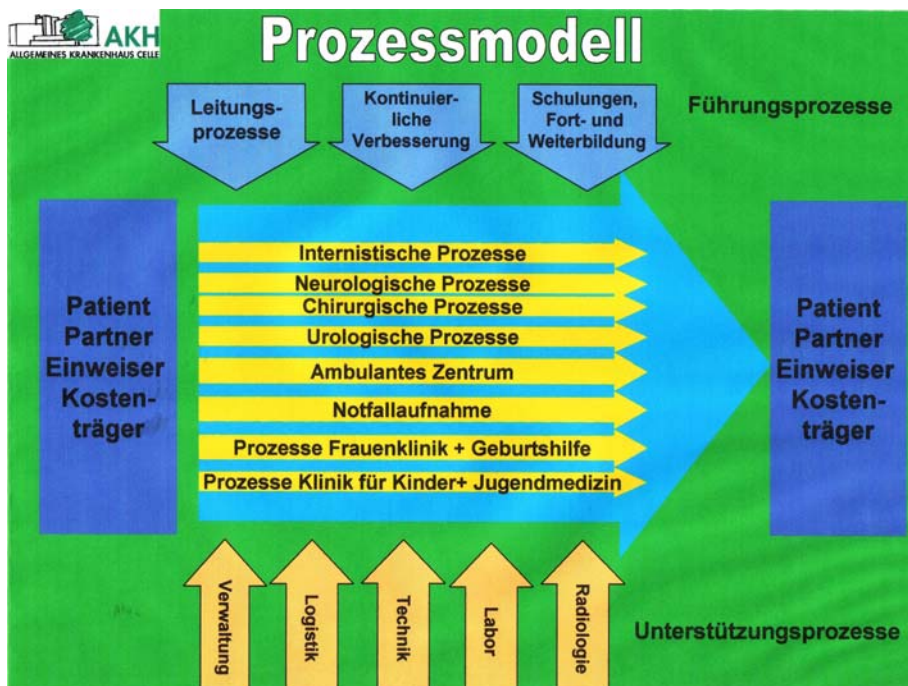 AKH
ALLGEMEINES KRANKENHAUS CELLE
Prozessmodell
Leitungs-
prozesse
Kontinuier-
liche
Verbesserung
Schulungen,
Fort- und
Weiterbildung
Führungsprozesse
Patient
Partner
Einweiser
Kosten-
träger
Internistische Prozesse
Neurologische Prozesse
Chirurgische Prozesse
Urologische Prozesse
Ambulantes Zentrum
Notfallaufnahme
Prozesse Frauenklinik + Geburtshilfe
Prozesse Klinik für Kinder+ Jugendmedizin
Patient
Partner
Einweiser
Kosten-
träger
Verwaltung
Logistik
Technik
Labor
Radiologie
Unterstützungsprozesse